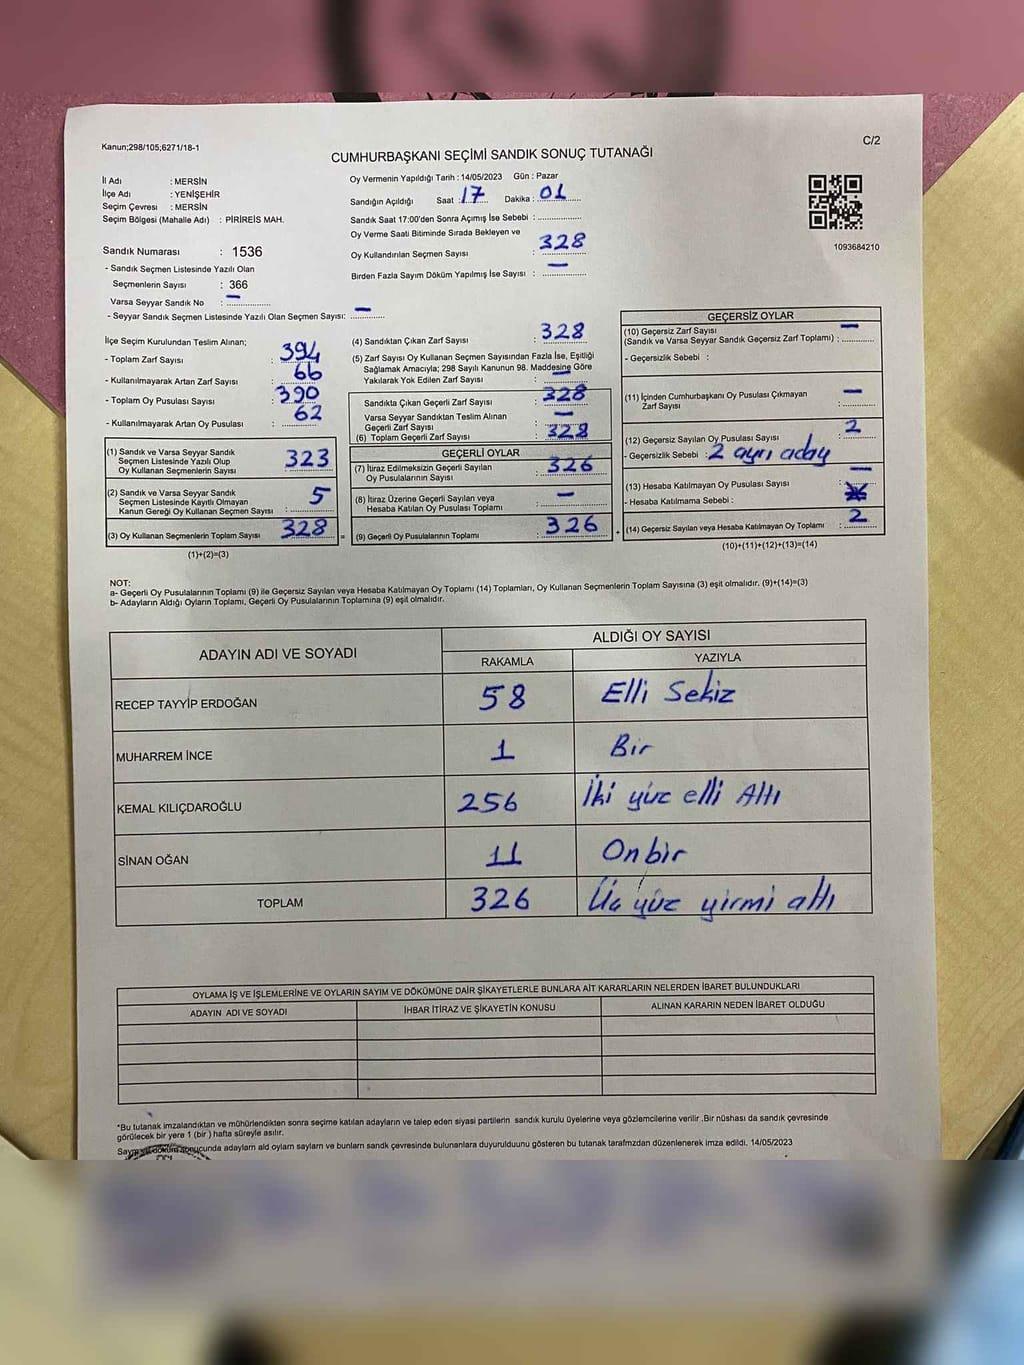 Kanun;298/105;6271/18-1
C/2
CUMHURBAŞKANI SEÇİMİ SANDIK SONUÇ TUTANAĞI
İl Adı : MERSİN
İlçe Adı : YENİŞEHİR
Seçim Çevresi : MERSİN
Seçim Bölgesi (Mahalle Adı) : PİRİREİS MAH.
Sandık Numarası : 1536
- Sandık Seçmen Listesinde Yazılı Olan
Seçmenlerin Sayısı : 366
Varsa Seyyar Sandık No : —
- Seyyar Sandık Seçmen Listesinde Yazılı Olan Seçmen Sayısı: —
Oy Vermenin Yapıldığı Tarih : 14/05/2023 Gün : Pazar
Sandığın Açıldığı Saat : 17 Dakika : 01
Sandık Saat 17:00'den Sonra Açımış İse Sebebi :
Oy Verme Saati Bitiminde Sırada Bekleyen ve
Oy Kullandırılan Seçmen Sayısı : 328
Birden Fazla Sayım Döküm Yapılmış İse Sayısı : —
1093684210
İlçe Seçim Kurulundan Teslim Alınan;
- Toplam Zarf Sayısı : 394
- Kullanılmayarak Artan Zarf Sayısı : 66
- Toplam Oy Pusulası Sayısı : 390
- Kullanılmayarak Artan Oy Pusulası : 62
(1) Sandık ve Varsa Seyyar Sandık
Seçmen Listesinde Yazılı Olup
Oy Kullanan Seçmenlerin Sayısı : 323
(2) Sandık ve Varsa Seyyar Sandık
Seçmen Listesinde Kayıtlı Olmayan
Kanun Gereği Oy Kullanan Seçmen Sayısı : 5
(3) Oy Kullanan Seçmenlerin Toplam Sayısı : 328 =
(1)+(2)=(3)
(4) Sandıktan Çıkan Zarf Sayısı : 328
(5) Zarf Sayısı Oy Kullanan Seçmen Sayısından Fazla İse, Eşitliği
Sağlamak Amacıyla; 298 Sayılı Kanunun 98. Maddesine Göre
Yakılarak Yok Edilen Zarf Sayısı : —
Sandıkta Çıkan Geçerli Zarf Sayısı : 328
Varsa Seyyar Sandıktan Teslim Alınan
Geçerli Zarf Sayısı : —
(6) Toplam Geçerli Zarf Sayısı : 328
GEÇERLİ OYLAR
(7) İtiraz Edilmeksizin Geçerli Sayılan
Oy Pusulalarının Sayısı : 326
(8) İtiraz Üzerine Geçerli Sayılan veya
Hesaba Katılan Oy Pusulası Toplamı : —
(9) Geçerli Oy Pusulalarının Toplamı : 326 +
GEÇERSİZ OYLAR
(10) Geçersiz Zarf Sayısı
(Sandık ve Varsa Seyyar Sandık Geçersiz Zarf Toplamı) : —
- Geçersizlik Sebebi :
(11) İçinden Cumhurbaşkanı Oy Pusulası Çıkmayan
Zarf Sayısı : —
(12) Geçersiz Sayılan Oy Pusulası Sayısı : 2
- Geçersizlik Sebebi : 2 ayrı aday
(13) Hesaba Katılmayan Oy Pusulası Sayısı : —
- Hesaba Katılmama Sebebi :
(14) Geçersiz Sayılan veya Hesaba Katılmayan Oy Toplamı : 2
(10)+(11)+(12)+(13)=(14)
NOT:
a- Geçerli Oy Pusulalarının Toplamı (9) ile Geçersiz Sayılan veya Hesaba Katılmayan Oy Toplamı (14) Toplamları, Oy Kullanan Seçmenlerin Toplam Sayısına (3) eşit olmalıdır. (9)+(14)=(3)
b- Adayların Aldığı Oyların Toplamı, Geçerli Oy Pusulalarının Toplamına (9) eşit olmalıdır.
ADAYIN ADI VE SOYADI ALDIĞI OY SAYISI
RAKAMLA YAZIYLA
RECEP TAYYİP ERDOĞAN 58 Elli Sekiz
MUHARREM İNCE 1 Bir
KEMAL KILIÇDAROĞLU 256 İki yüz elli Altı
SİNAN OĞAN 11 Onbir
TOPLAM 326 Üç yüz yirmi altı
OYLAMA İŞ VE İŞLEMLERİNE VE OYLARIN SAYIM VE DÖKÜMÜNE DAİR ŞİKAYETLERLE BUNLARA AİT KARARLARIN NELERDEN İBARET BULUNDUKLARI
ADAYIN ADI VE SOYADI İHBAR İTİRAZ VE ŞİKAYETİN KONUSU ALINAN KARARIN NEDEN İBARET OLDUĞU
*Bu tutanak imzalandıktan ve mühürlendikten sonra seçime katılan adayların ve talep eden siyasi partilerin sandık kurulu üyelerine veya gözlemcilerine verilir .Bir nüshası da sandık çevresinde
görülecek bir yere 1 (bir ) hafta süreyle asılır.
adayların ald oyların sayların ve bunların sandk çevresinde bulunanlara duyurulduunu gösteren bu tutanak tarafmzdan düzenlenerek imza edildi. 14/05/2023